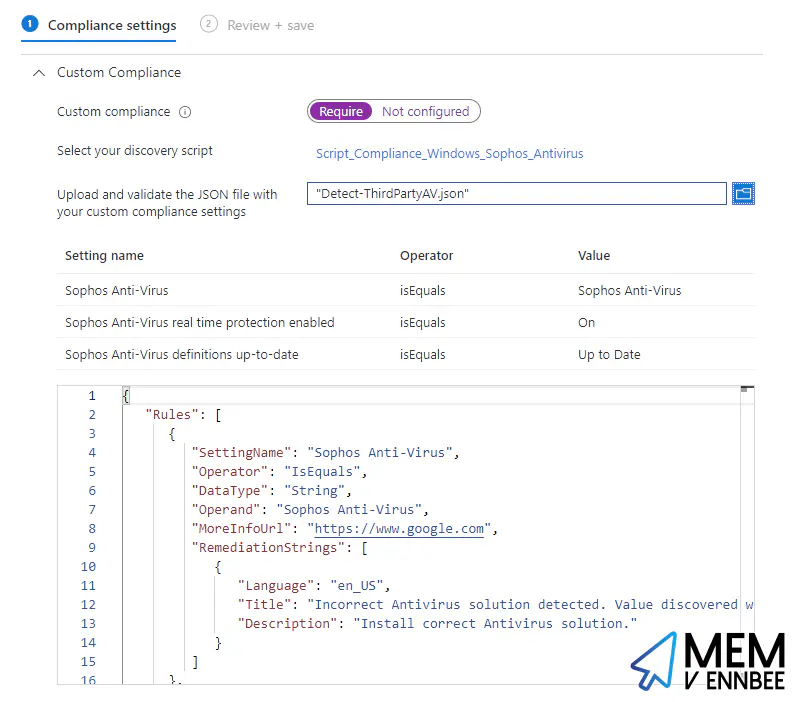 1 Compliance settings 2 Review + save
Custom Compliance
Custom compliance
Require Not configured
Select your discovery script
Script_Compliance_Windows_Sophos_Antivirus
Upload and validate the JSON file with
your custom compliance settings
"Detect-ThirdPartyAV.json"
Setting name Operator Value
Sophos Anti-Virus isEquals Sophos Anti-Virus
Sophos Anti-Virus real time protection enabled isEquals On
Sophos Anti-Virus definitions up-to-date isEquals Up to Date
1 {
2 "Rules": [
3 {
4 "SettingName": "Sophos Anti-Virus",
5 "Operator": "IsEquals",
6 "DataType": "String",
7 "Operand": "Sophos Anti-Virus",
8 "MoreInfoUrl": "https://www.google.com",
9 "RemediationStrings": [
10 {
11 "Language": "en_US",
12 "Title": "Incorrect Antivirus solution detected. Value discovered w
13 "Description": "Install correct Antivirus solution."
14 }
15 ]
16 },
MEM
V ENNBEE